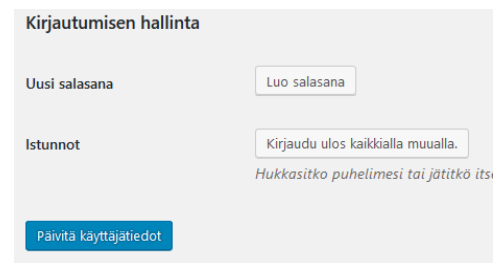 Kirjautumisen hallinta
Uusi salasana Luo salasana
Istunnot Kirjaudu ulos kaikkialla muualla.
Hukkasitko puhelimesi tai jätitkö
Päivitä käyttäjätiedot